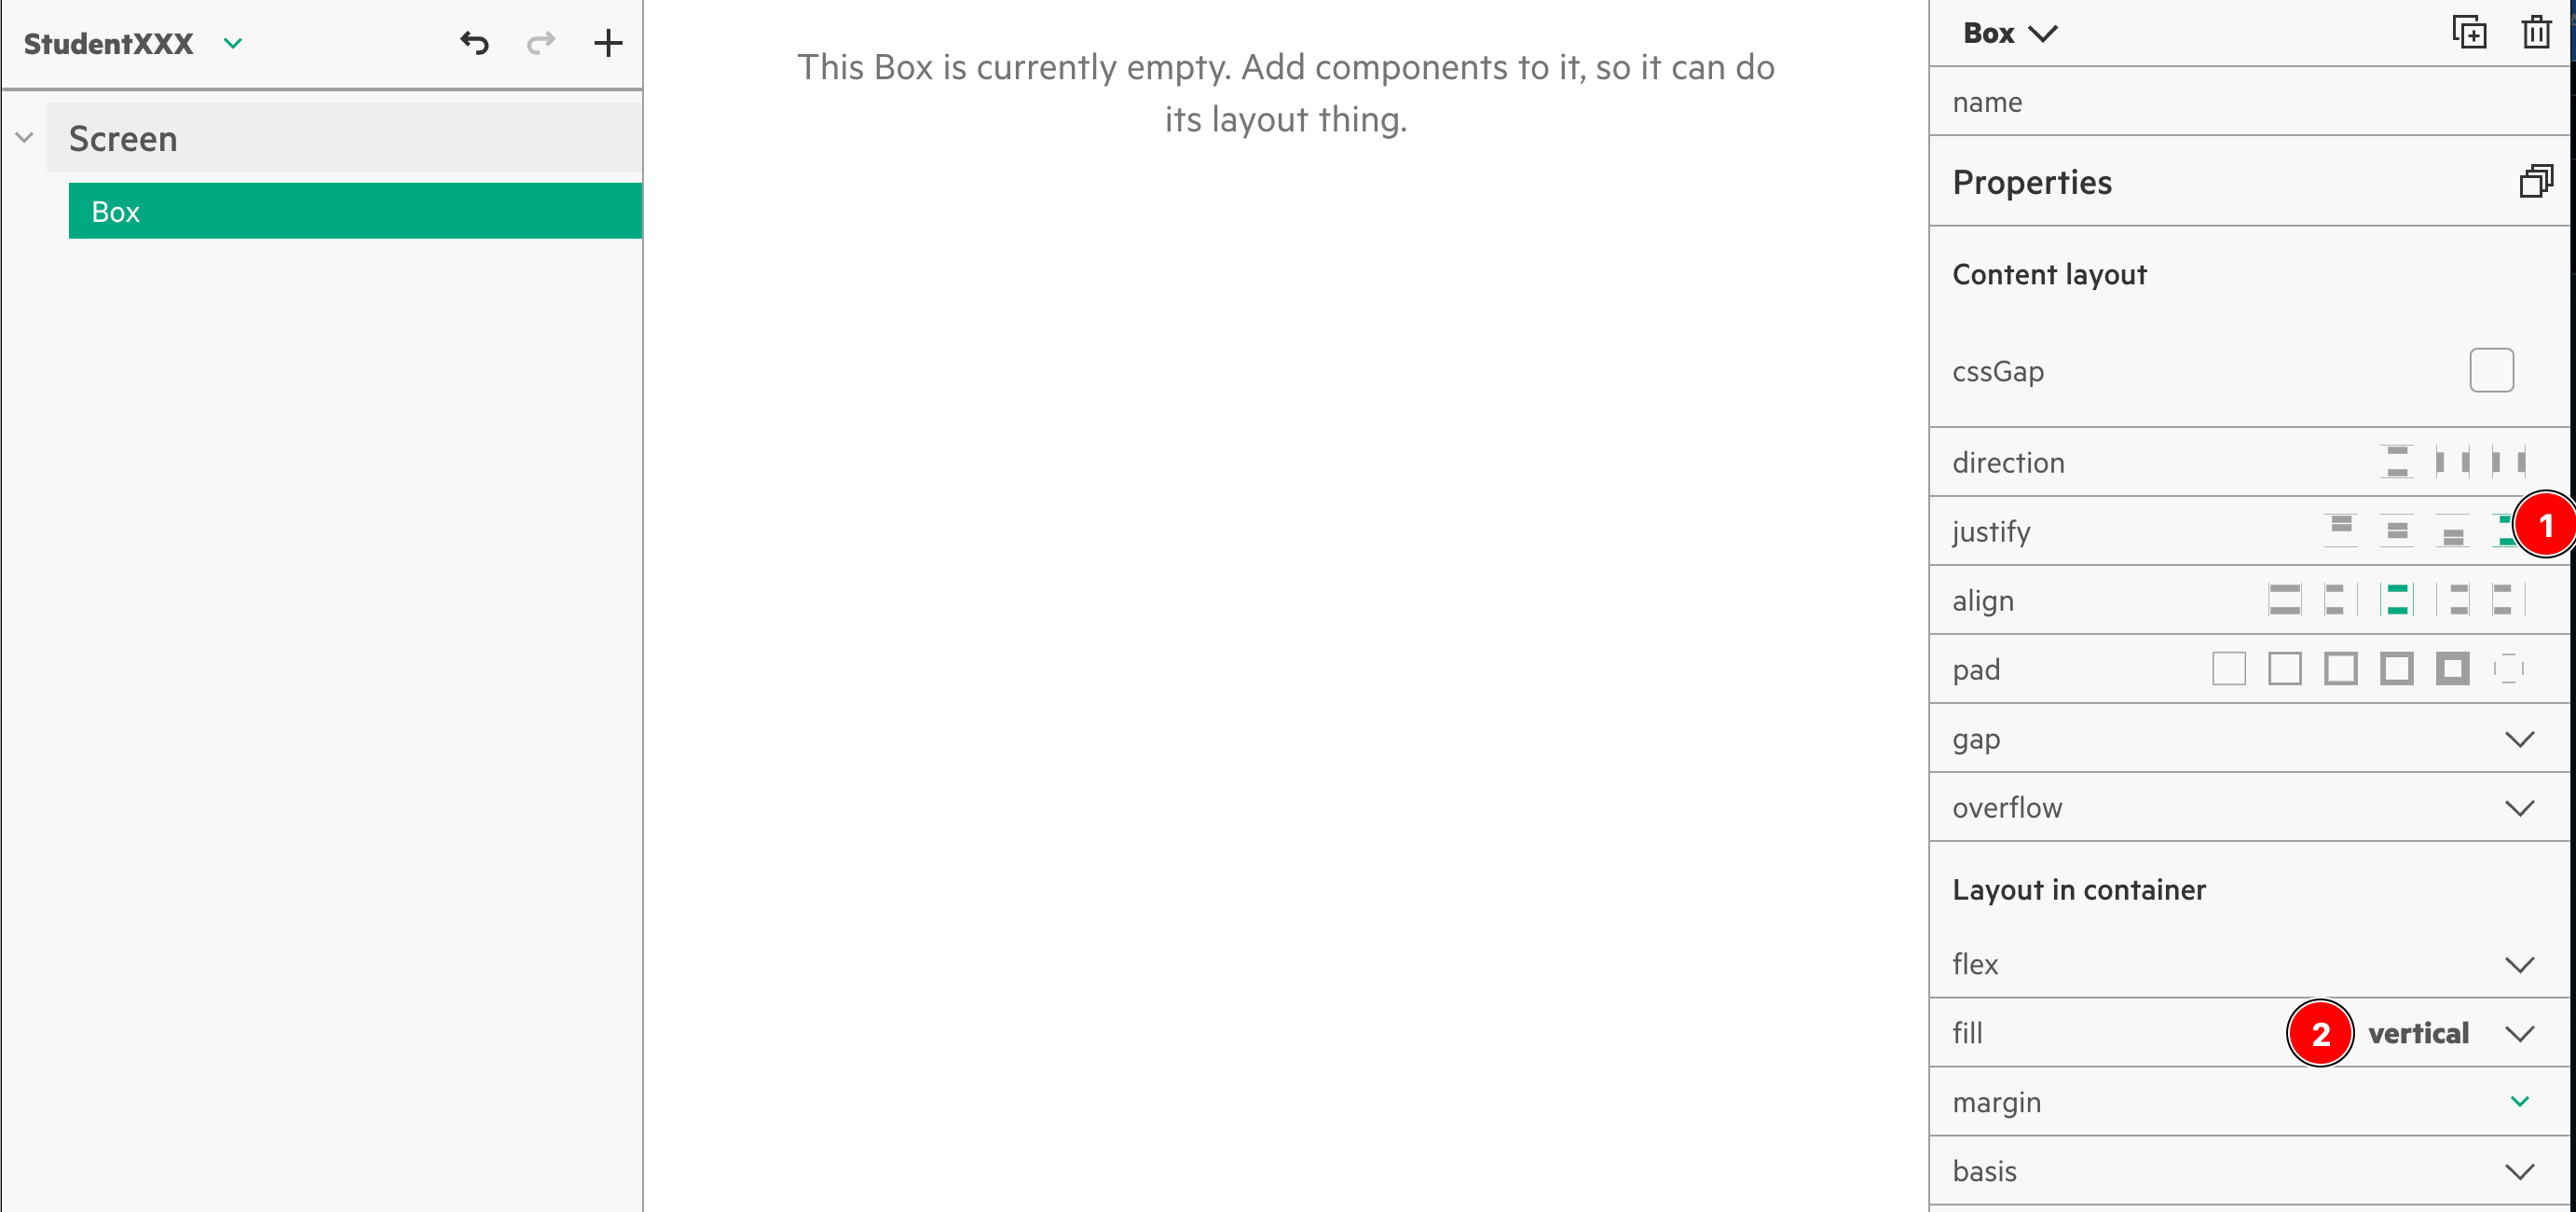 StudentXXX
Screen
Box
This Box is currently empty. Add components to it, so it can do
its layout thing.
Box
name
Properties
Content layout
cssGap
direction
justify
1
align
pad
gap
overflow
Layout in container
flex
fill
2
vertical
margin
basis